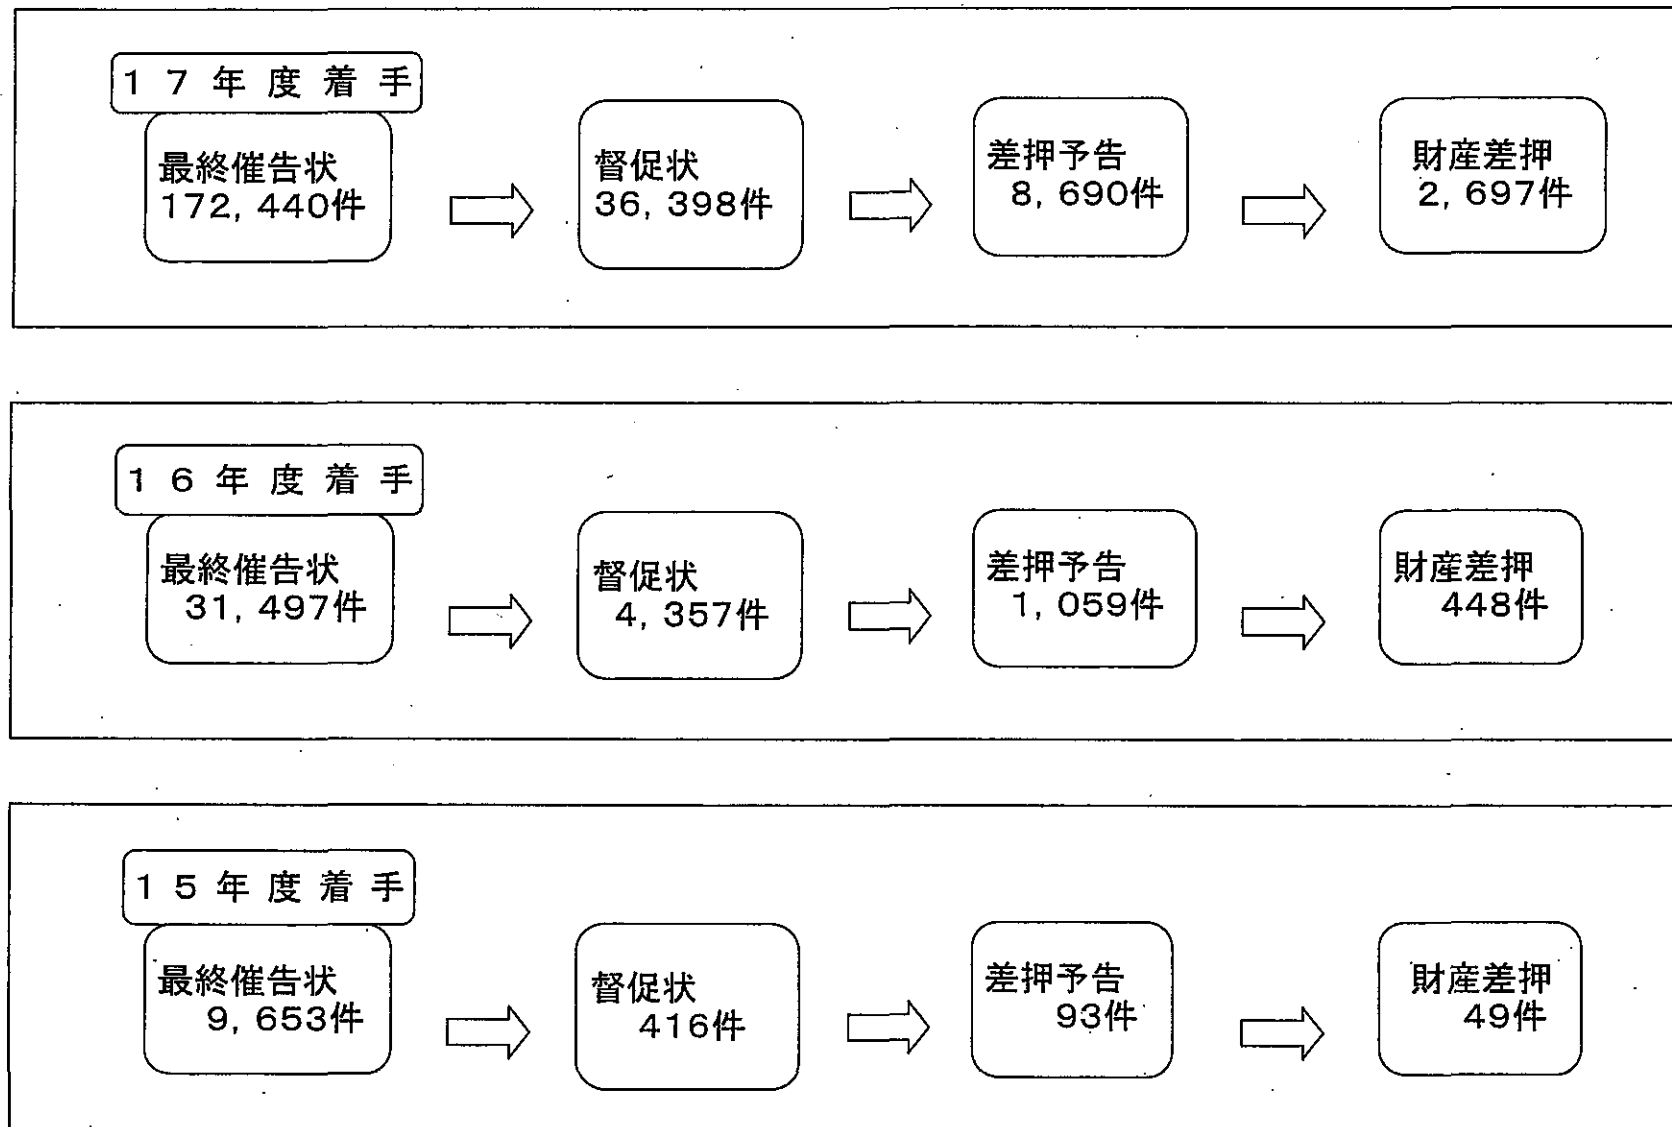 17年度着手
最終催告状
172,440件
督促状
36,398件
差押予告
8,690件
財産差押
2,697件
16年度着手
最終催告状
31,497件
督促状
4,357件
差押予告
1,059件
財産差押
448件
15年度着手
最終催告状
9,653件
督促状
416件
差押予告
93件
財産差押
49件